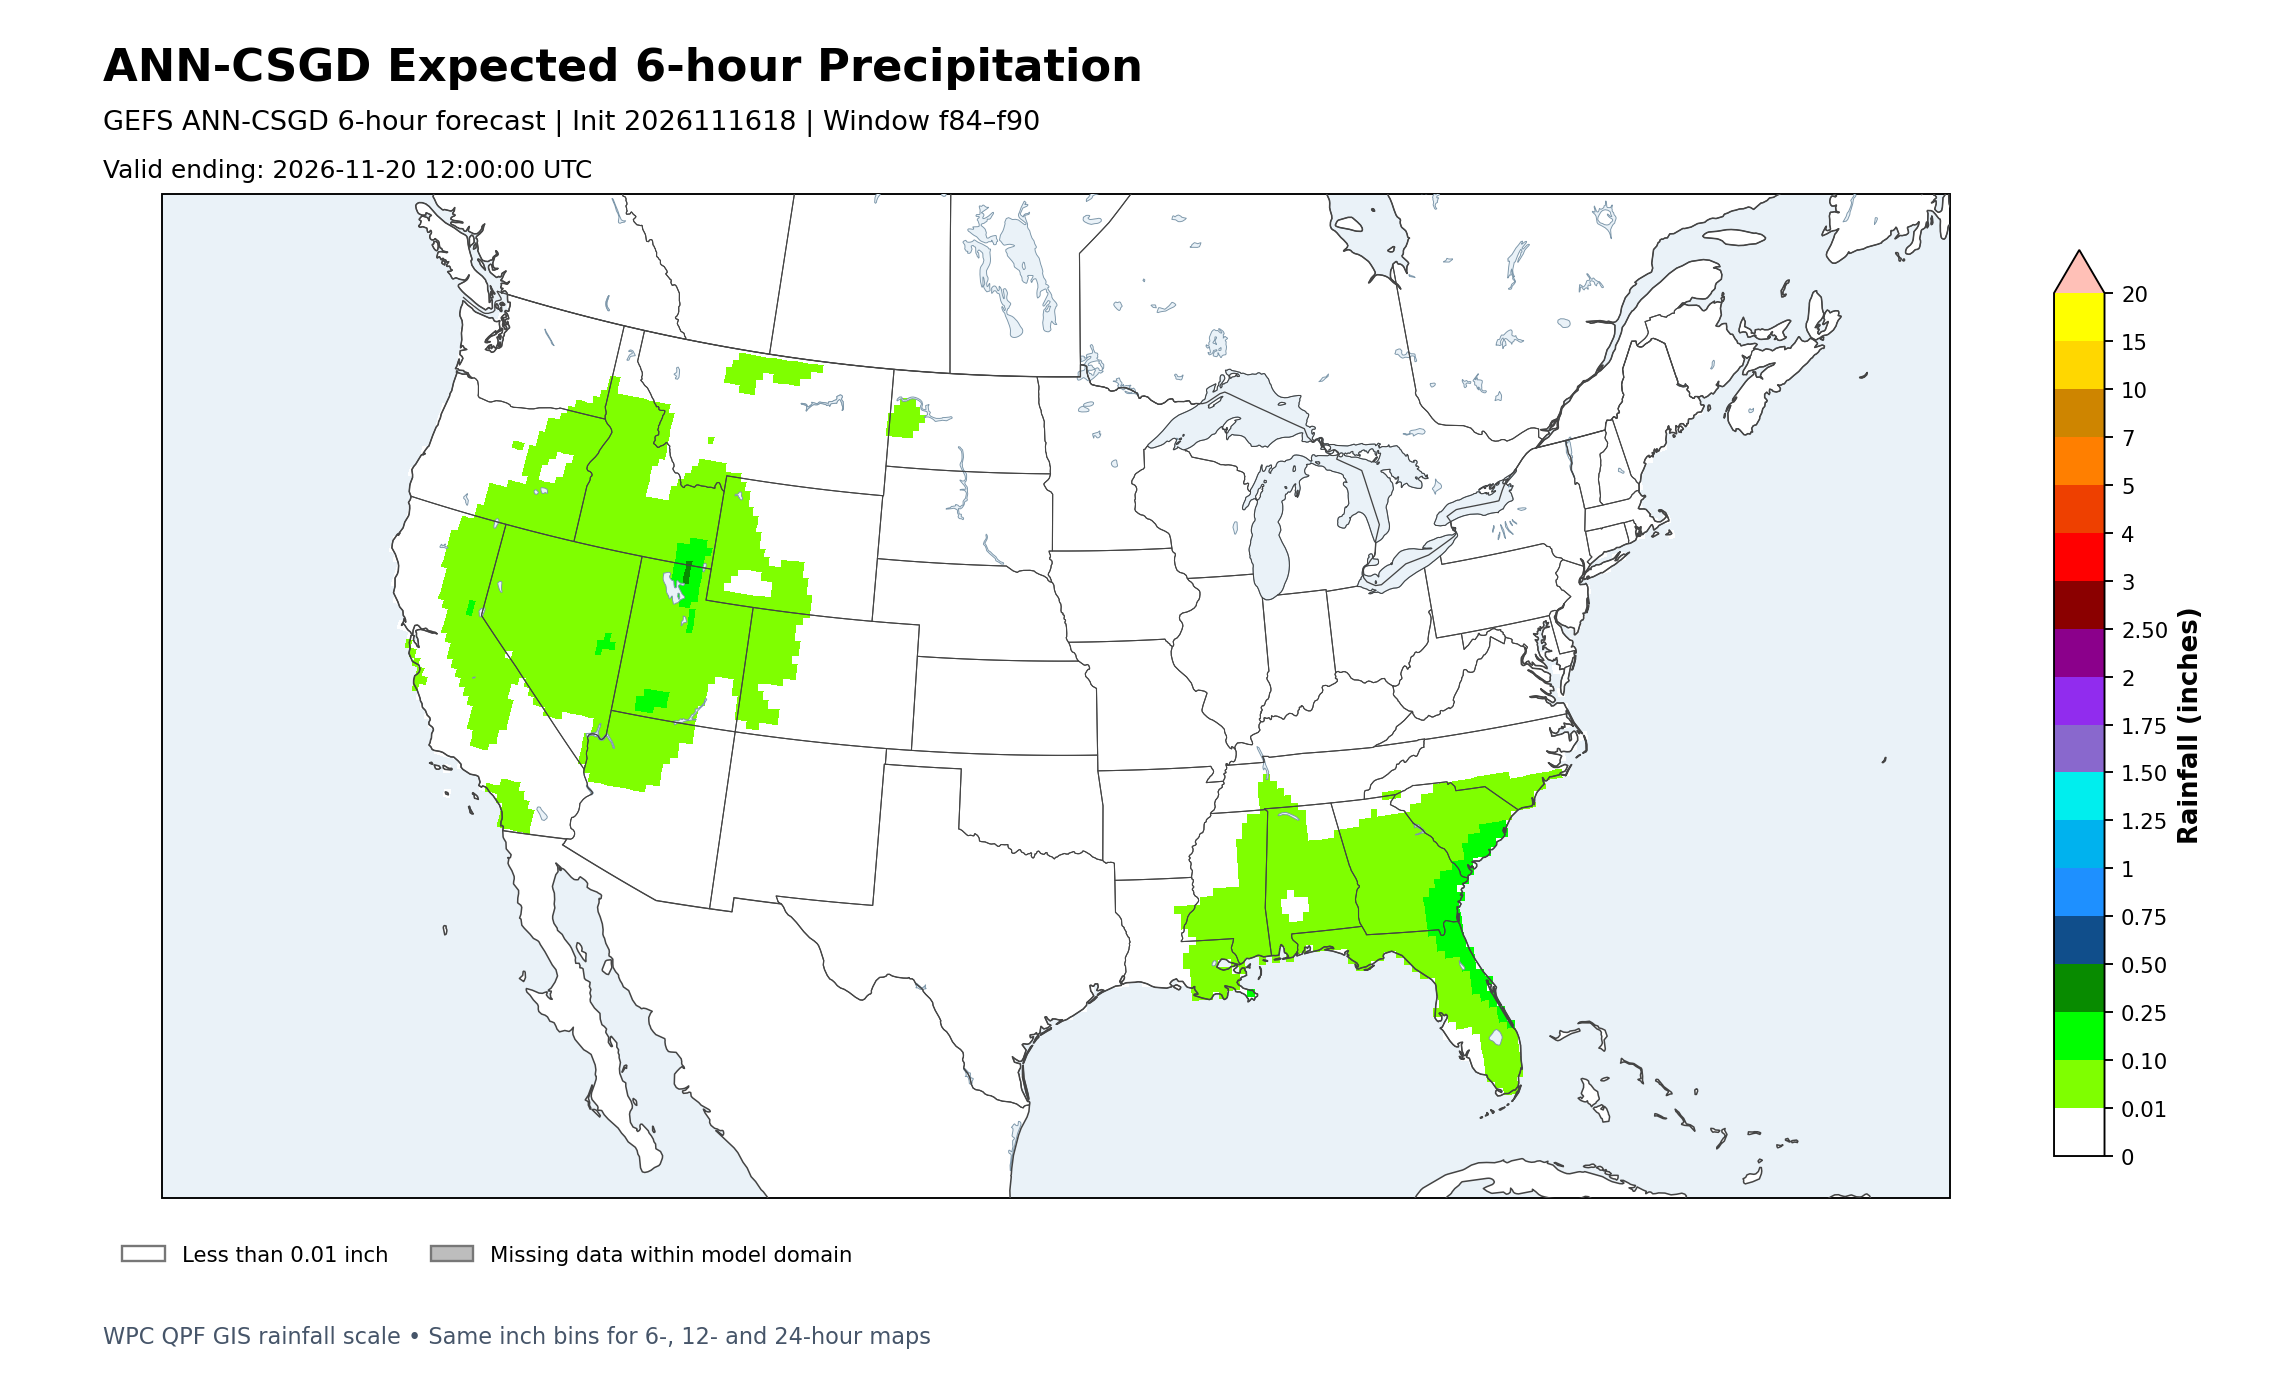 ANN-CSGD Expected 6-hour Precipitation
GEFS ANN-CSGD 6-hour forecast | Init 2026111618 | Window f84–f90
Valid ending: 2026-11-20 12:00:00 UTC
20
15
10
7
5
4
3
2.50
2
1.75
1.50
1.25
1
0.75
0.50
0.25
0.10
0.01
0
Rainfall (inches)
Less than 0.01 inch
Missing data within model domain
WPC QPF GIS rainfall scale • Same inch bins for 6-, 12- and 24-hour maps